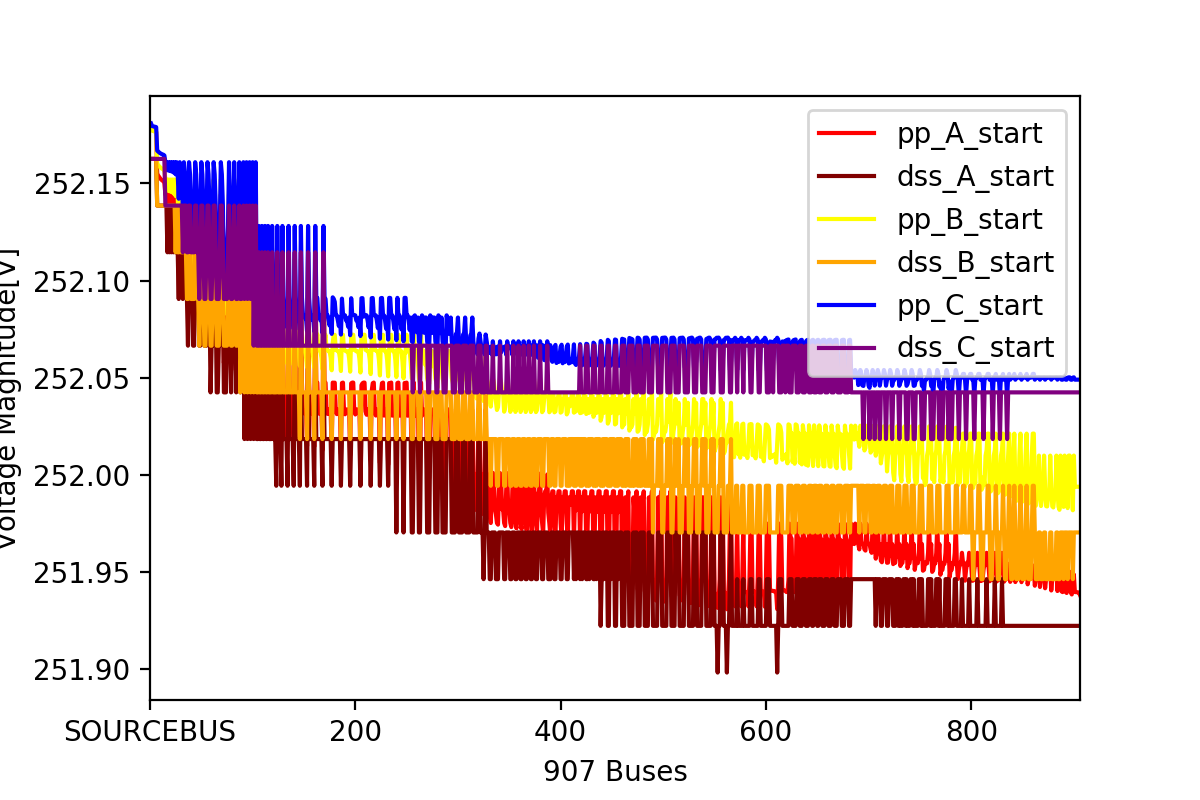 pp_A_start
dss_A_start
pp_B_start
dss_B_start
pp_C_start
dss_C_start
252.15
252.10
252.05
252.00
251.95
251.90
Voltage Magnitude[V]
SOURCEBUS 200 400 600 800
907 Buses